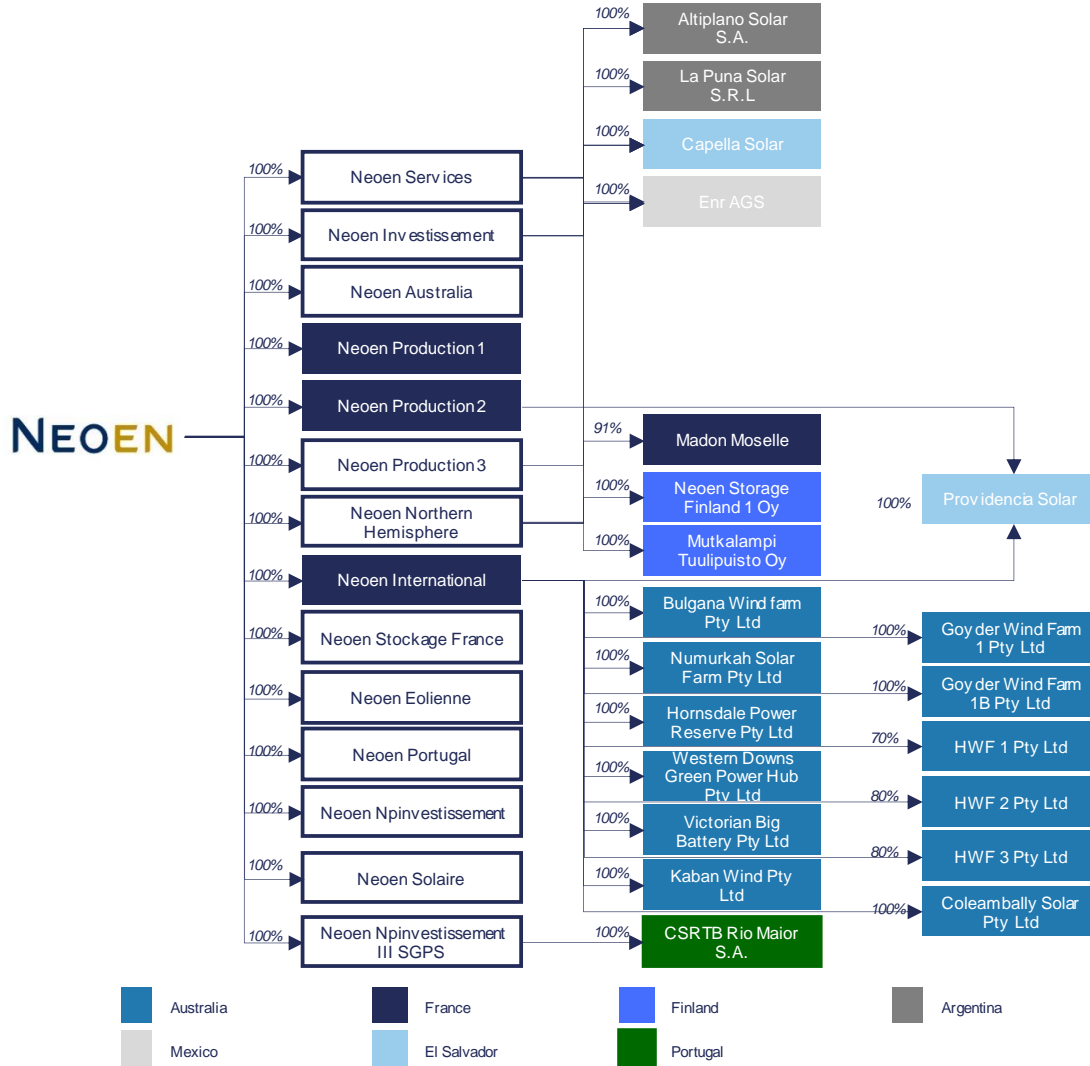 100%
Altiplano Solar
S.A.
100%
La Puna Solar
S.R.L
100%
Capella Solar
100%
Enr AGS
100%
Neoen Services
100%
Neoen Investissement
100%
Neoen Australia
100%
Neoen Production 1
100%
Neoen Production 2
NEOEN
100%
Neoen Production 3
100%
Neoen Northern
Hemisphere
100%
Neoen International
100%
Neoen Stockage France
100%
Neoen Eolienne
100%
Neoen Portugal
100%
Neoen Npinvestissement
100%
Neoen Solaire
100%
Neoen Npinvestissement
III SGPS
91%
Madon Moselle
100%
Neoen Storage
Finland 1 Oy
100%
Mutkalampi
Tuulipuisto Oy
100%
Providencia Solar
100%
Bulgana Wind farm
Pty Ltd
100%
Numurkah Solar
Farm Pty Ltd
100%
Hornsdale Power
Reserve Pty Ltd
100%
Western Downs
Green Power Hub
Pty Ltd
100%
Victorian Big
Battery Pty Ltd
100%
Kaban Wind Pty
Ltd
100%
CSRTB Rio Maior
S.A.
100%
Goyder Wind Farm
1 Pty Ltd
100%
Goyder Wind Farm
1B Pty Ltd
70%
HWF 1 Pty Ltd
80%
HWF 2 Pty Ltd
80%
HWF 3 Pty Ltd
100%
Coleambally Solar
Pty Ltd
Australia
France
Finland
Argentina
Mexico
El Salvador
Portugal